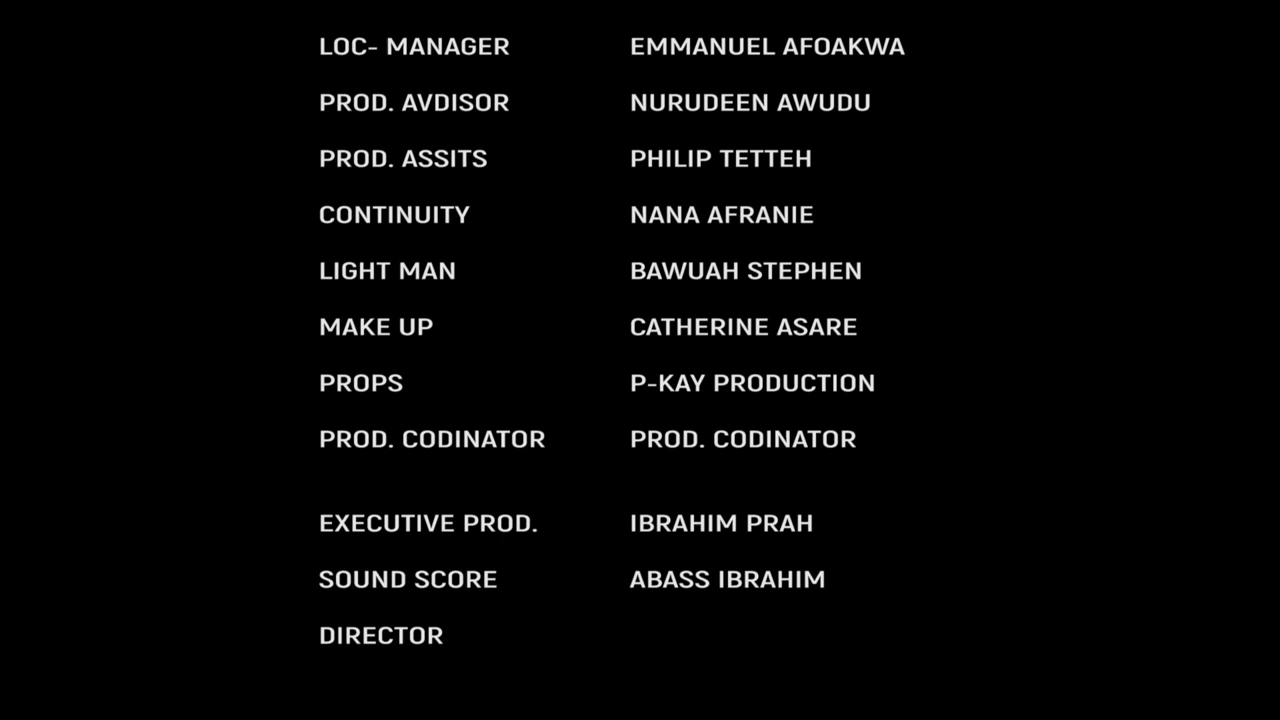 LOC- MANAGER EMMANUEL AFOAKWA
PROD. AVDISOR NURUDEEN AWUDU
PROD. ASSITS PHILIP TETTEH
CONTINUITY NANA AFRANIE
LIGHT MAN BAWUAH STEPHEN
MAKE UP CATHERINE ASARE
PROPS P-KAY PRODUCTION
PROD. CODINATOR PROD. CODINATOR
EXECUTIVE PROD. IBRAHIM PRAH
SOUND SCORE ABASS IBRAHIM
DIRECTOR